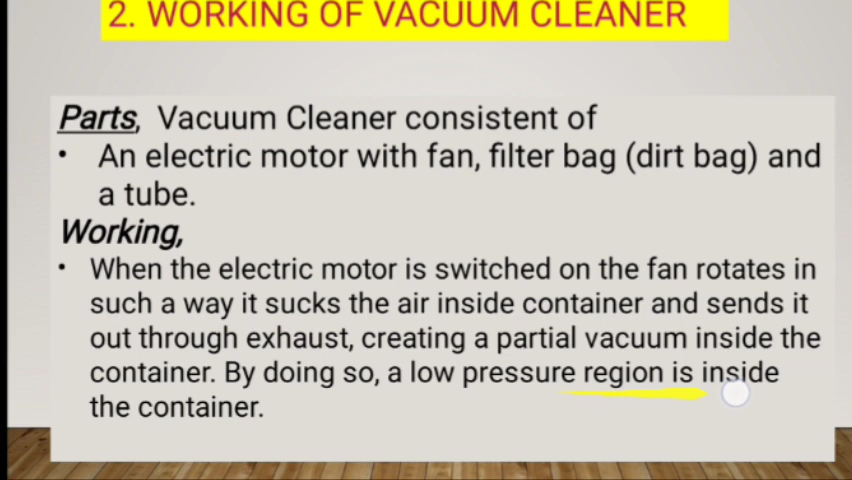 2. WORKING OF VACUUM CLEANER
Parts, Vacuum Cleaner consistent of
• An electric motor with fan, filter bag (dirt bag) and
a tube.
Working,
• When the electric motor is switched on the fan rotates in
such a way it sucks the air inside container and sends it
out through exhaust, creating a partial vacuum inside the
container. By doing so, a low pressure region is inside
the container.